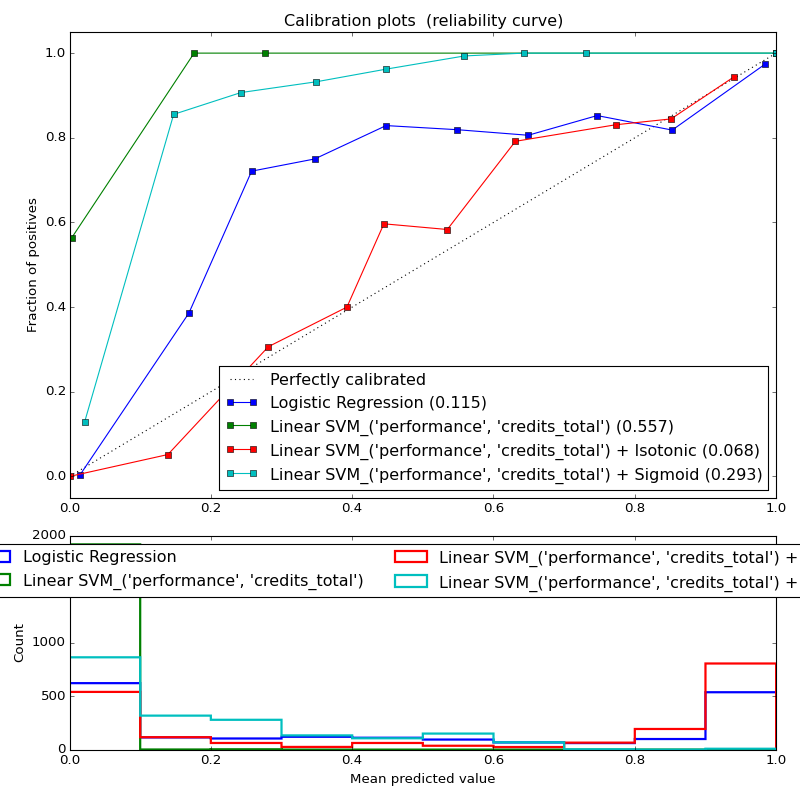 Calibration plots  (reliability curve)
1.0
0.8
0.6
0.4
0.2
0.0
Fraction of positives
Perfectly calibrated
Logistic Regression (0.115)
Linear SVM_('performance', 'credits_total') (0.557)
Linear SVM_('performance', 'credits_total') + Isotonic (0.068)
Linear SVM_('performance', 'credits_total') + Sigmoid (0.293)
0.0 0.2 0.4 0.6 0.8 1.0
2000
Logistic Regression
Linear SVM_('performance', 'credits_total')
Linear SVM_('performance', 'credits_total') +
Linear SVM_('performance', 'credits_total') +
1000
500
0
Count
0.0 0.2 0.4 0.6 0.8 1.0
Mean predicted value